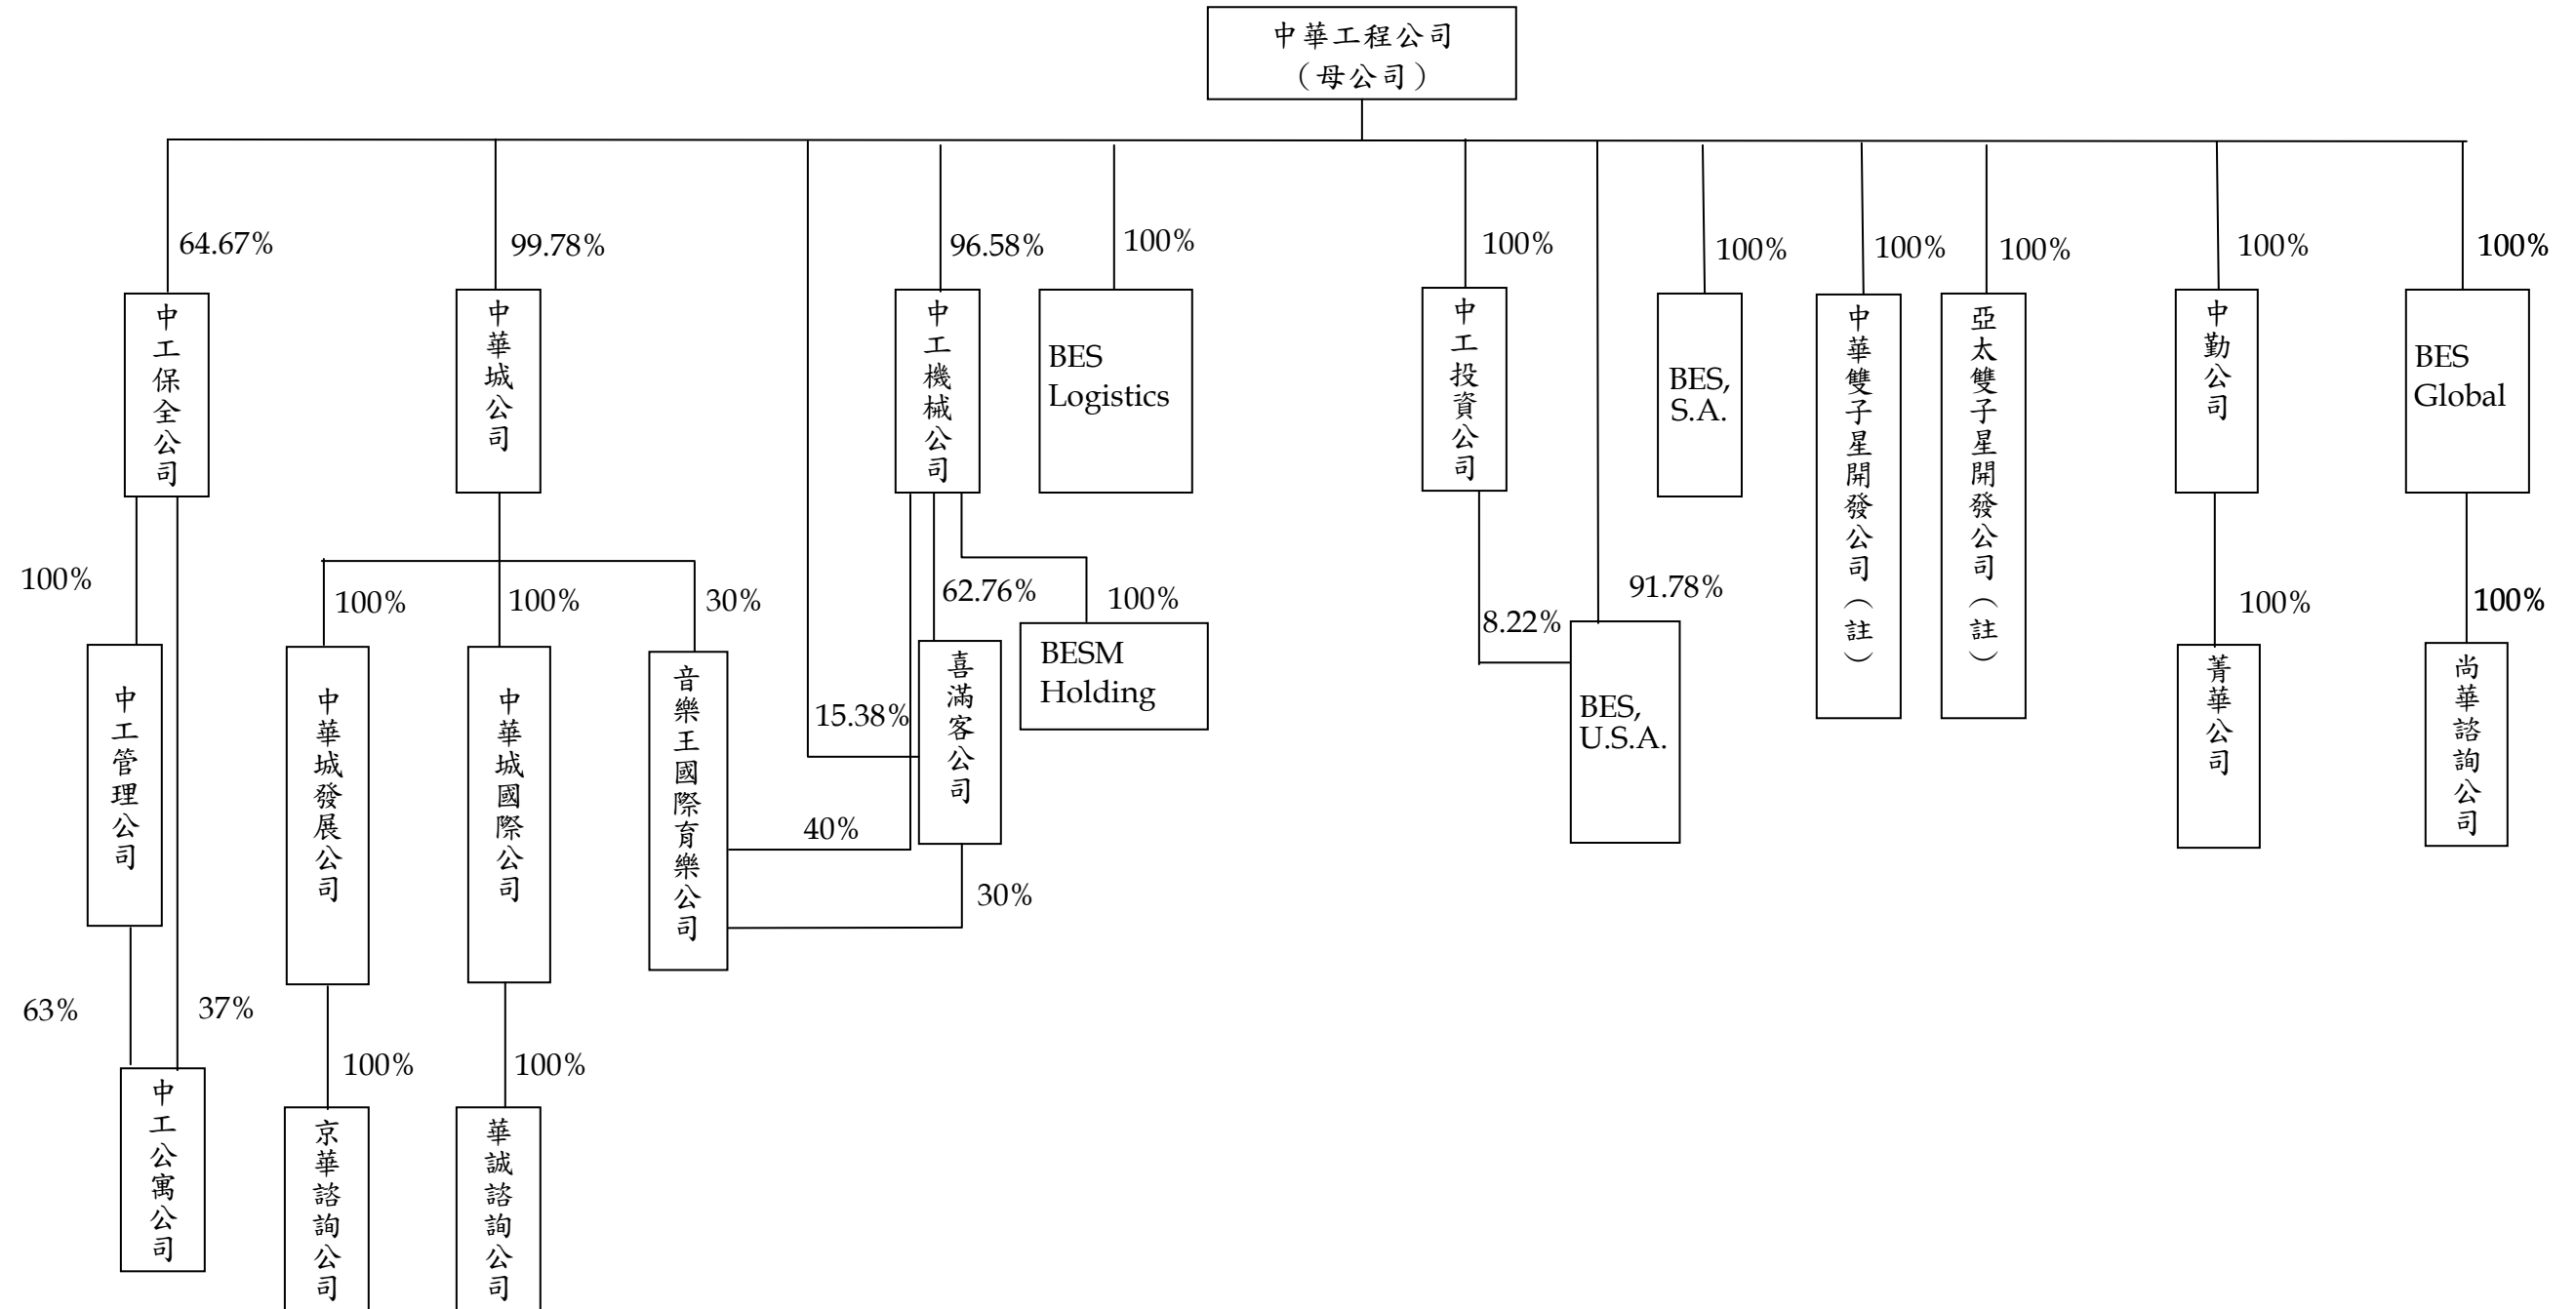 中華工程公司
（母公司）
64.67%
99.78%
96.58%
100%
100%
100%
100%
100%
100%
100%
中工保全公司
中華城公司
中工機械公司
BES
Logistics
中工投資公司
BES,
S.A.
中華雙子星開發公司（註）
亞太雙子星開發公司（註）
中勤公司
BES
Global
100%
100%
100%
30%
62.76%
100%
8.22%
91.78%
100%
100%
中工管理公司
中華城發展公司
中華城國際公司
音樂王國際育樂公司
15.38%
喜滿客公司
BESM
Holding
BES,
U.S.A.
菁華公司
尚華諮詢公司
40%
30%
63%
37%
100%
100%
中工公寓公司
京華諮詢公司
華誠諮詢公司